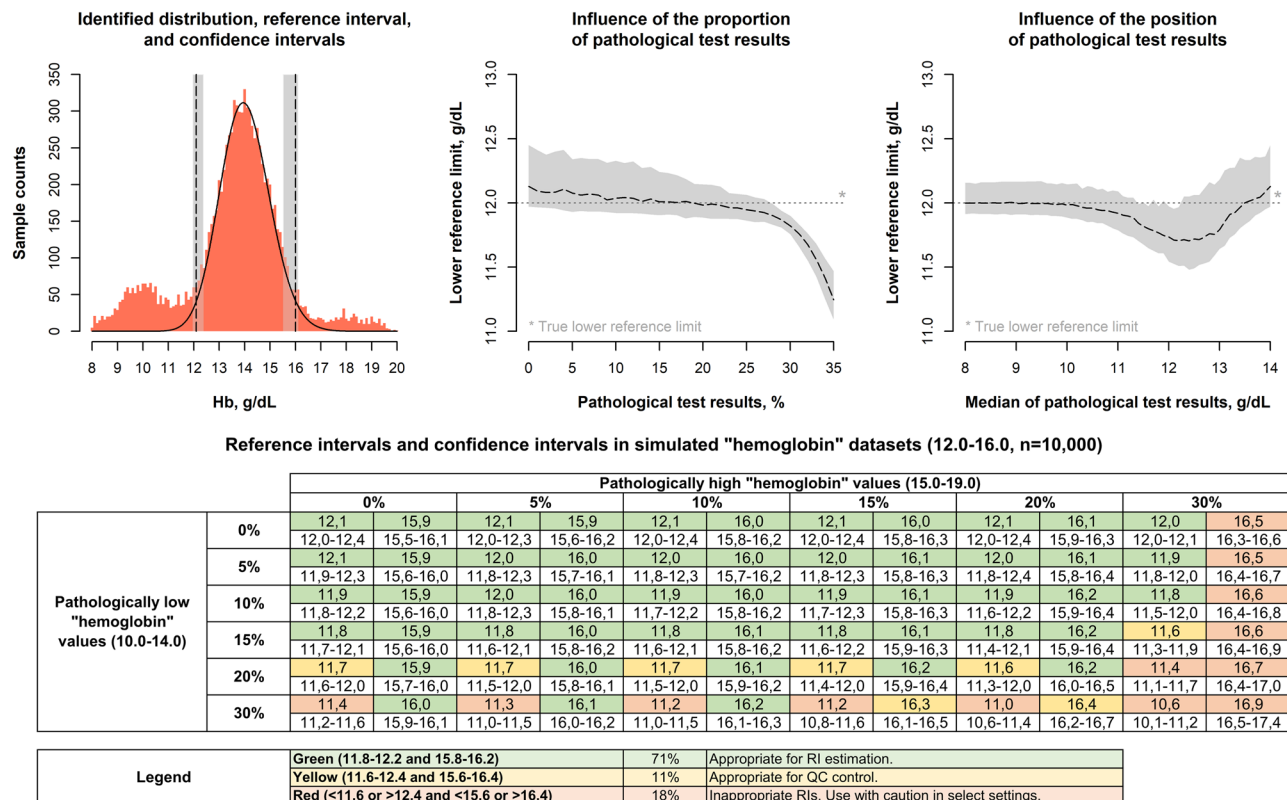 Identified distribution, reference interval,
and confidence intervals
Influence of the proportion
of pathological test results
Influence of the position
of pathological test results
Sample counts
350
300
250
200
150
100
50
0
8 9 10 11 12 13 14 15 16 17 18 19 20
Hb, g/dL
Lower reference limit, g/dL
13.0
12.5
12.0
11.5
11.0
*
* True lower reference limit
0 5 10 15 20 25 30 35
Pathological test results, %
Lower reference limit, g/dL
13.0
12.5
12.0
11.5
11.0
*
* True lower reference limit
8 9 10 11 12 13 14
Median of pathological test results, g/dL
Reference intervals and confidence intervals in simulated "hemoglobin" datasets (12.0-16.0, n=10,000)
Pathologically high "hemoglobin" values (15.0-19.0)
0% 5% 10% 15% 20% 30%
Pathologically low
"hemoglobin"
values (10.0-14.0)
0%
12,1 15,9 12,1 15,9 12,1 16,0 12,1 16,0 12,1 16,1 12,0 16,5
12,0-12,4 15,5-16,1 12,0-12,3 15,6-16,2 12,0-12,4 15,8-16,2 12,0-12,4 15,8-16,3 12,0-12,4 15,9-16,3 12,0-12,1 16,3-16,6
5%
12,1 15,9 12,0 16,0 12,0 16,0 12,0 16,1 12,0 16,1 11,9 16,5
11,9-12,3 15,6-16,0 11,8-12,3 15,7-16,1 11,8-12,3 15,7-16,2 11,8-12,3 15,8-16,3 11,8-12,4 15,8-16,4 11,8-12,0 16,4-16,7
10%
11,9 15,9 12,0 16,0 11,9 16,0 11,9 16,1 11,9 16,2 11,8 16,6
11,8-12,2 15,6-16,0 11,8-12,3 15,8-16,1 11,7-12,2 15,8-16,2 11,7-12,3 15,8-16,3 11,6-12,2 15,9-16,4 11,5-12,0 16,4-16,8
15%
11,8 15,9 11,8 16,0 11,8 16,1 11,8 16,1 11,8 16,2 11,6 16,6
11,7-12,1 15,6-16,0 11,6-12,1 15,8-16,2 11,6-12,1 15,8-16,2 11,6-12,2 15,9-16,3 11,4-12,1 15,9-16,4 11,3-11,9 16,4-16,9
20%
11,7 15,9 11,7 16,0 11,7 16,1 11,7 16,2 11,6 16,2 11,4 16,7
11,6-12,0 15,7-16,0 11,5-12,0 15,8-16,1 11,5-12,0 15,9-16,2 11,4-12,0 15,9-16,4 11,3-12,0 16,0-16,5 11,1-11,7 16,4-17,0
30%
11,4 16,0 11,3 16,1 11,2 16,2 11,2 16,3 11,0 16,4 10,6 16,9
11,2-11,6 15,9-16,1 11,0-11,5 16,0-16,2 11,0-11,5 16,1-16,3 10,8-11,6 16,1-16,5 10,6-11,4 16,2-16,7 10,1-11,2 16,5-17,4
Legend
Green (11.8-12.2 and 15.8-16.2) 71% Appropriate for RI estimation.
Yellow (11.6-12.4 and 15.6-16.4) 11% Appropriate for QC control.
Red (<11.6 or >12.4 and <15.6 or >16.4) 18% Inappropriate RIs. Use with caution in select settings.